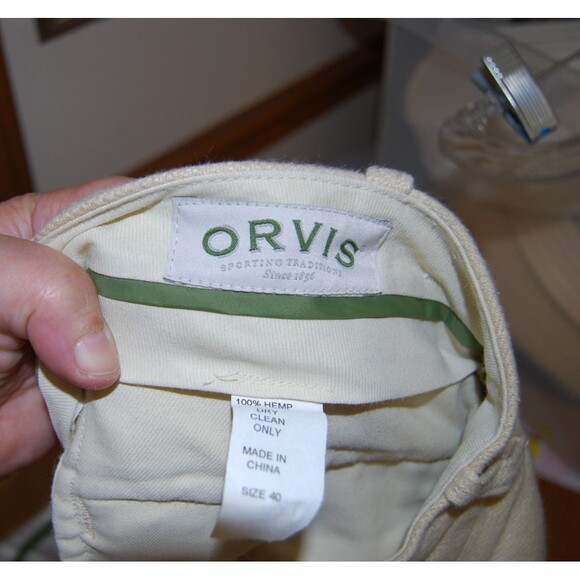 ORVIS
SPORTING TRADITIONS
Since 1856
100% HEMP
DRY
CLEAN
ONLY
MADE IN
CHINA
SIZE 40